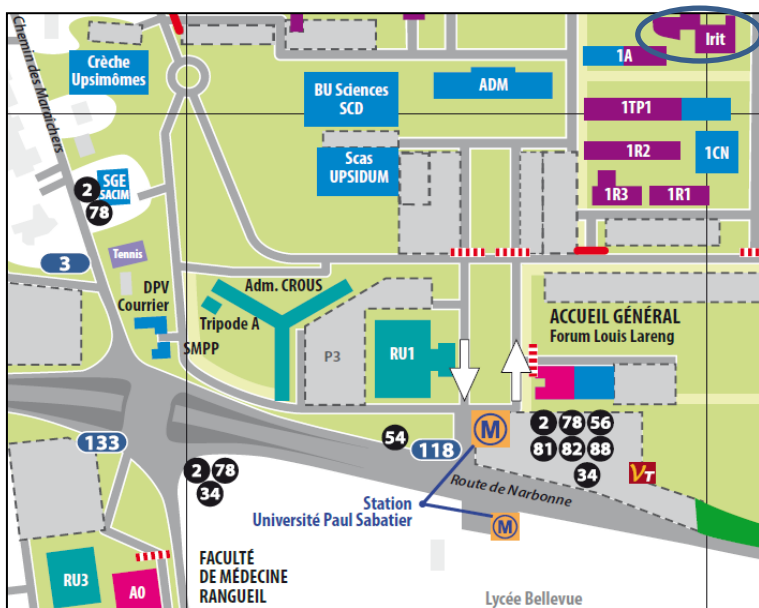 Irit
1A
Crèche
Upsimômes
ADM
BU Sciences
SCD
1TP1
Chemin des Maraîchers
1R2
1CN
Scas
UPSIDUM
2
SGE
SACIM
78
1R3
1R1
Tennis
3
DPV
Courrier
Adm. CROUS
ACCUEIL GÉNÉRAL
Forum Louis Lareng
Tripode A
SMPP
P3
RU1
2 78 56
M
54
118
133
81 82 88
2 78
34
34
VT
Route de Narbonne
Station
Université Paul Sabatier
M
FACULTÉ
DE MÉDECINE
RANGUEIL
RU3
A0
Lycée Bellevue